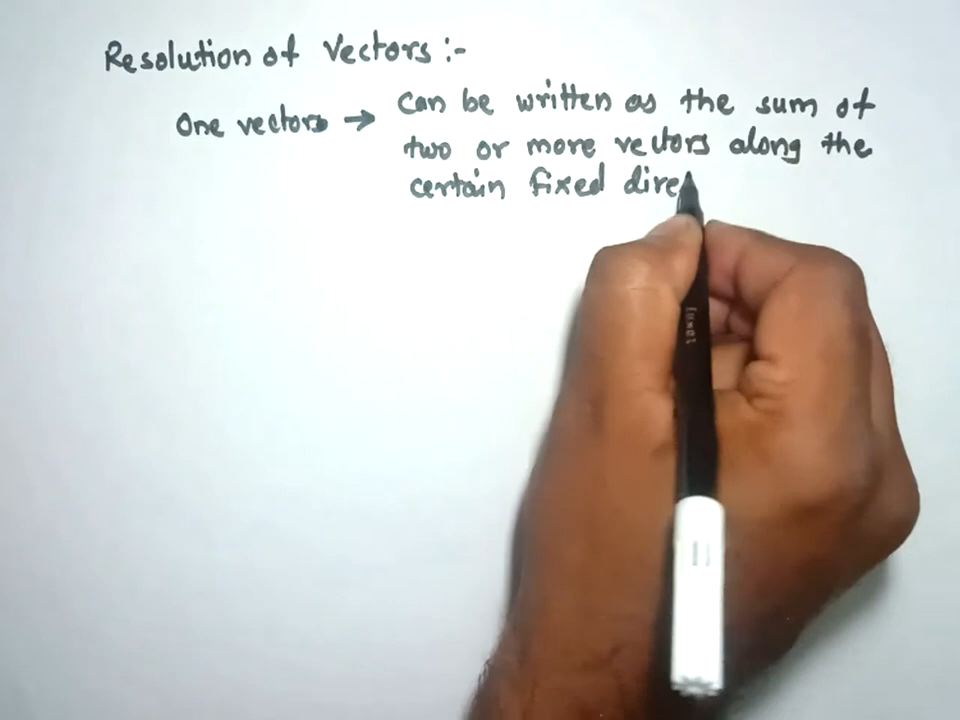 Resolution of Vectors :-
One vectors → can be written as the sum of
two or more vectors along the
certain fixed dire